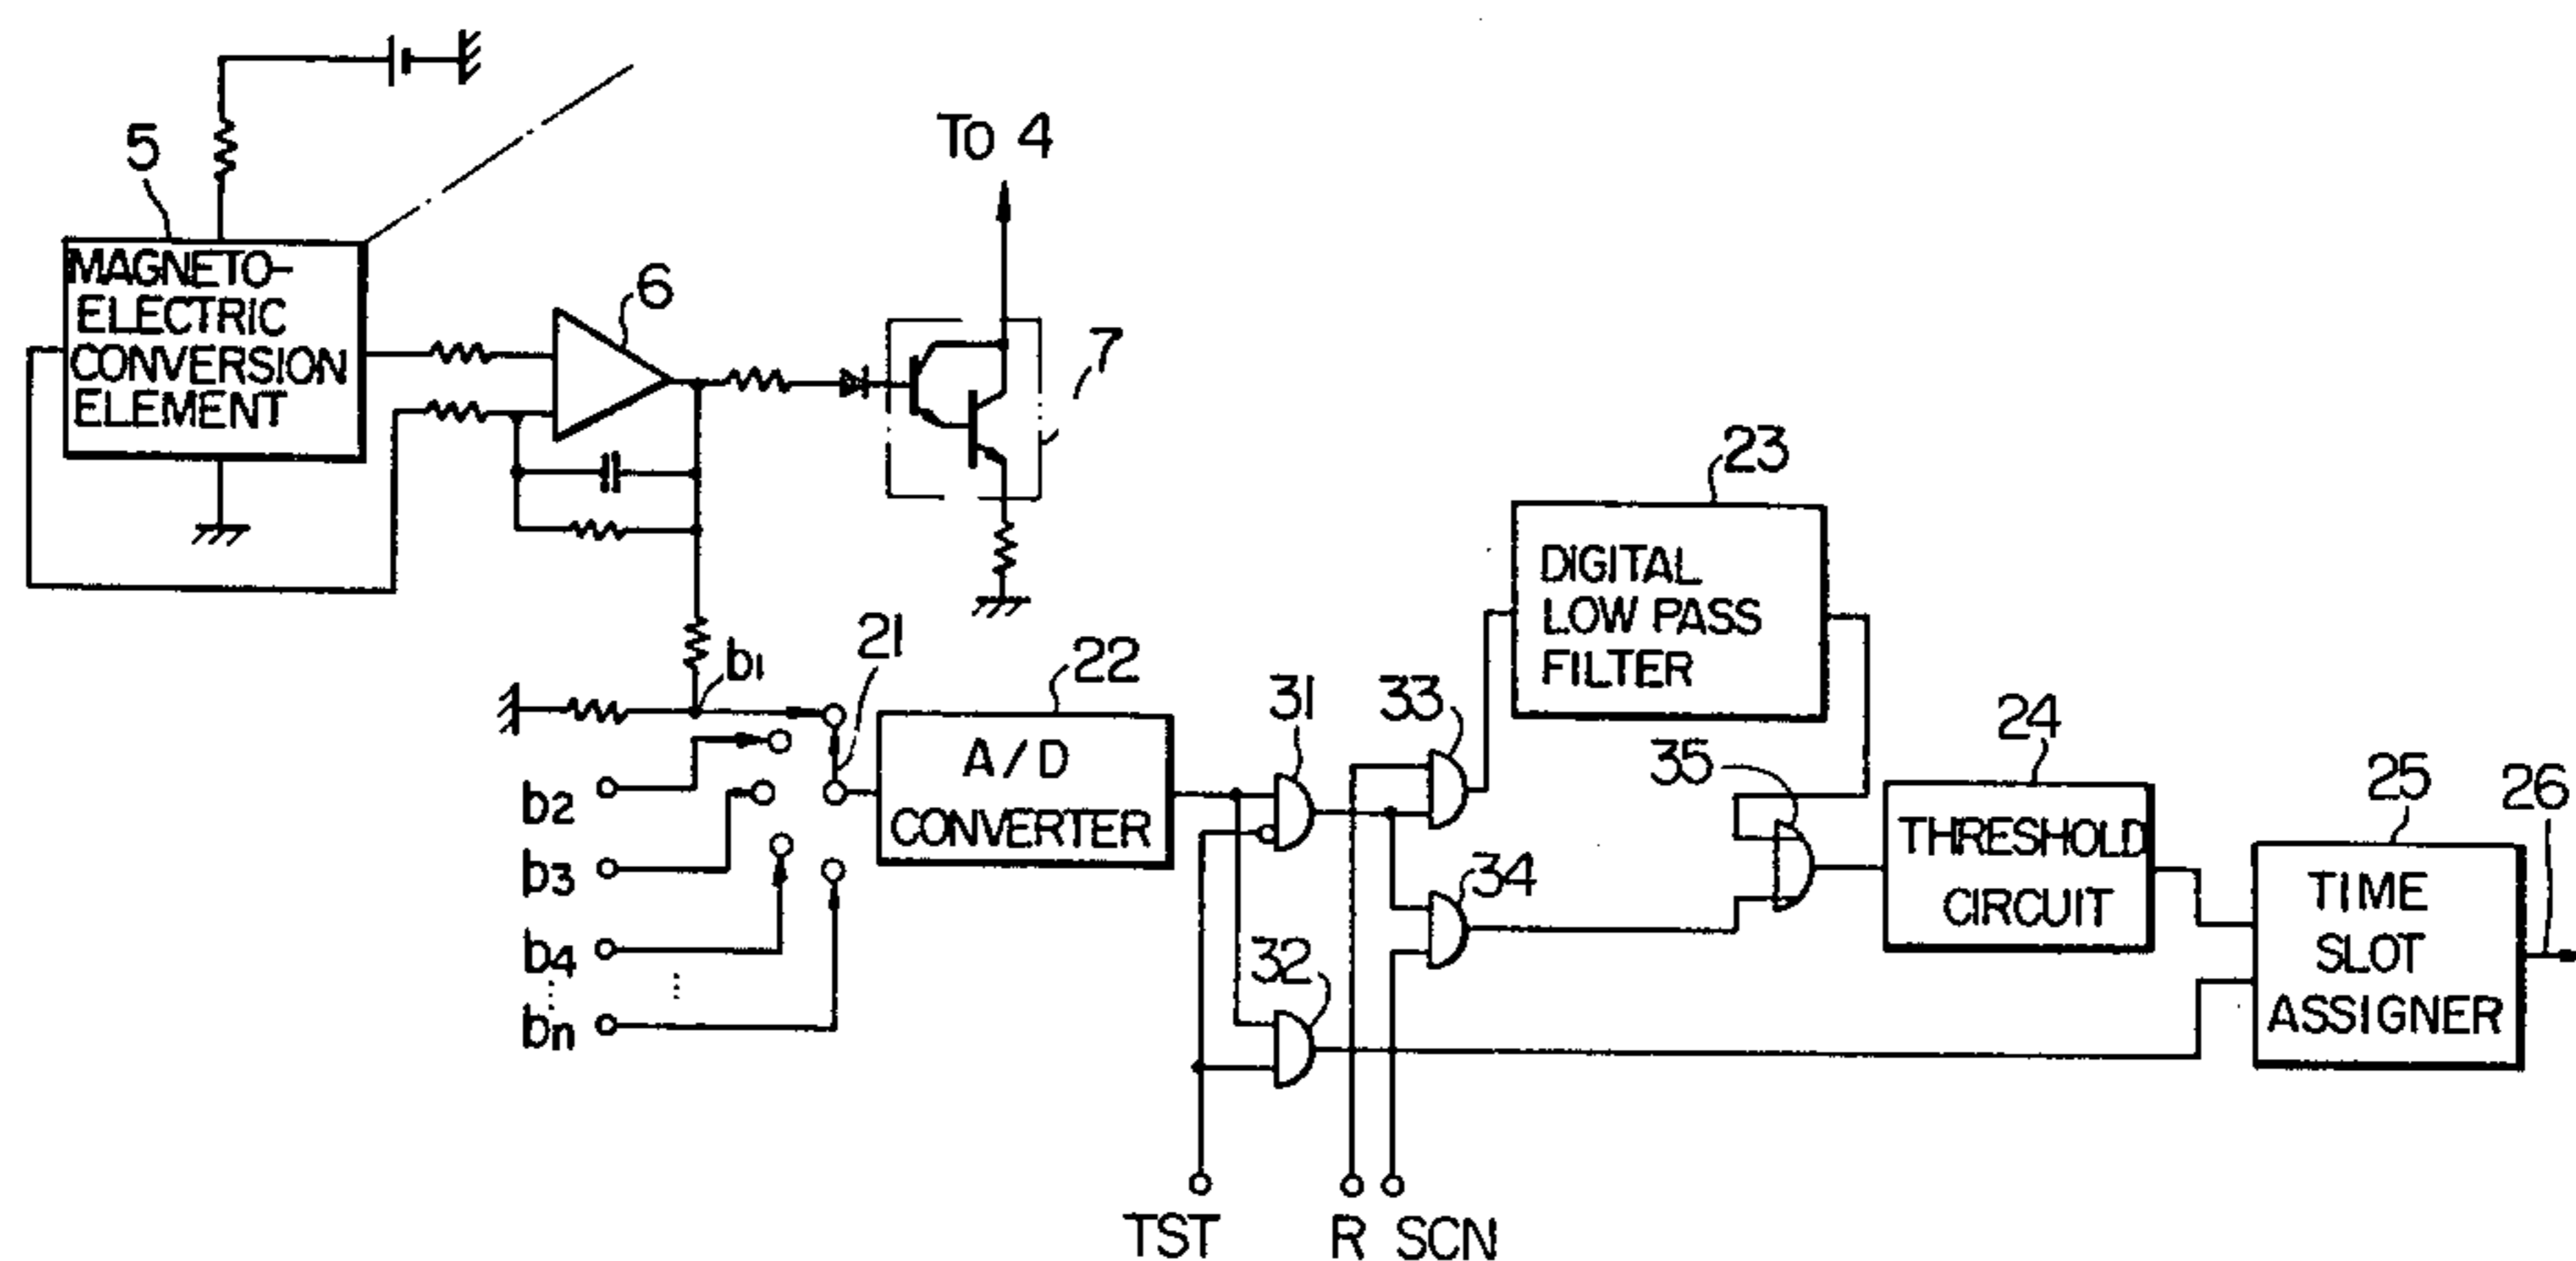 To 4
5
MAGNETO-
ELECTRIC
CONVERSION
ELEMENT
6
7
23
DIGITAL
LOW PASS
FILTER
b1
21
22
A/D
CONVERTER
31
33
35
24
THRESHOLD
CIRCUIT
25
26
TIME
SLOT
ASSIGNER
b2
b3
b4
bn
34
32
TST
R
SCN